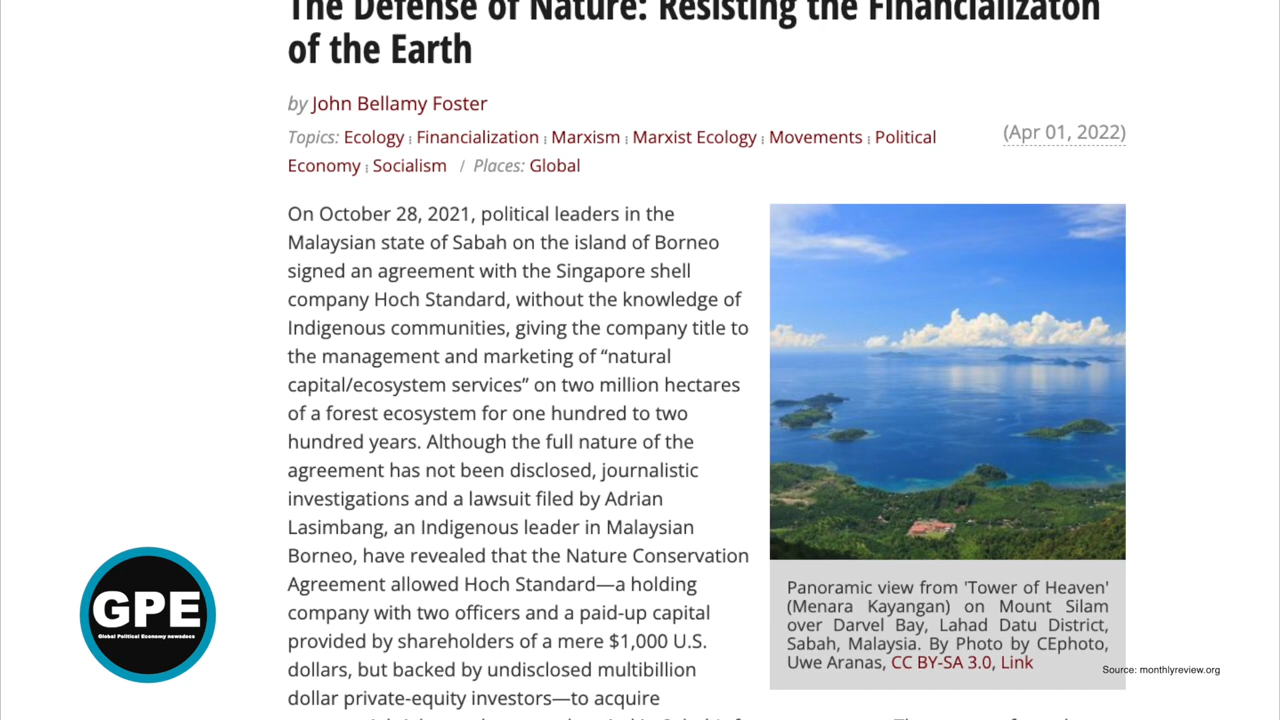 The Defense of Nature: Resisting the Financializaton
of the Earth
by John Bellamy Foster
Topics: Ecology ⁝ Financialization ⁝ Marxism ⁝ Marxist Ecology ⁝ Movements ⁝ Political
Economy ⁝ Socialism / Places: Global
(Apr 01, 2022)
On October 28, 2021, political leaders in the
Malaysian state of Sabah on the island of Borneo
signed an agreement with the Singapore shell
company Hoch Standard, without the knowledge of
Indigenous communities, giving the company title to
the management and marketing of “natural
capital/ecosystem services” on two million hectares
of a forest ecosystem for one hundred to two
hundred years. Although the full nature of the
agreement has not been disclosed, journalistic
investigations and a lawsuit filed by Adrian
Lasimbang, an Indigenous leader in Malaysian
Borneo, have revealed that the Nature Conservation
Agreement allowed Hoch Standard—a holding
company with two officers and a paid-up capital
provided by shareholders of a mere $1,000 U.S.
dollars, but backed by undisclosed multibillion
dollar private-equity investors—to acquire
Panoramic view from 'Tower of Heaven'
(Menara Kayangan) on Mount Silam
over Darvel Bay, Lahad Datu District,
Sabah, Malaysia. By Photo by CEphoto,
Uwe Aranas, CC BY-SA 3.0, Link
Source: monthlyreview.org
GPE
Global Political Economy newsdocs